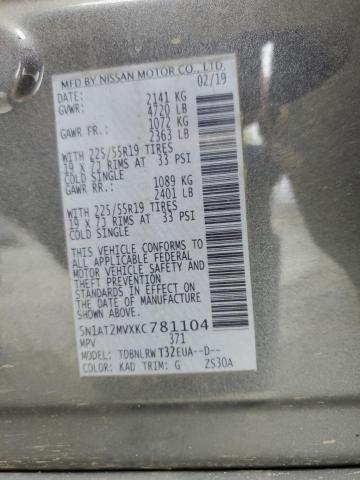 MFD BY NISSAN MOTOR CO., LTD.
DATE: 02/19
GVWR: 2141 KG
4720 LB
GAWR FR.: 1072 KG
2363 LB
WITH 225/55R19 TIRES
19 X 7J RIMS AT 33 PSI
COLD SINGLE
GAWR RR.: 1089 KG
2401 LB
WITH 225/55R19 TIRES
19 X 7J RIMS AT 33 PSI
COLD SINGLE
THIS VEHICLE CONFORMS TO
ALL APPLICABLE FEDERAL
MOTOR VEHICLE SAFETY AND
THEFT PREVENTION
STANDARDS IN EFFECT ON
THE DATE OF MANUFACTURE
SHOWN ABOVE.
5N1AT2MVXKC781104
MPV 371
MODEL: TDBNLRWT32EUA--D--
COLOR: KAD TRIM: G ZS30A